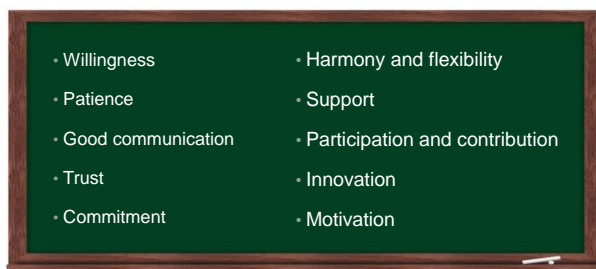 • Willingness
• Patience
• Good communication
• Trust
• Commitment
• Harmony and flexibility
• Support
• Participation and contribution
• Innovation
• Motivation